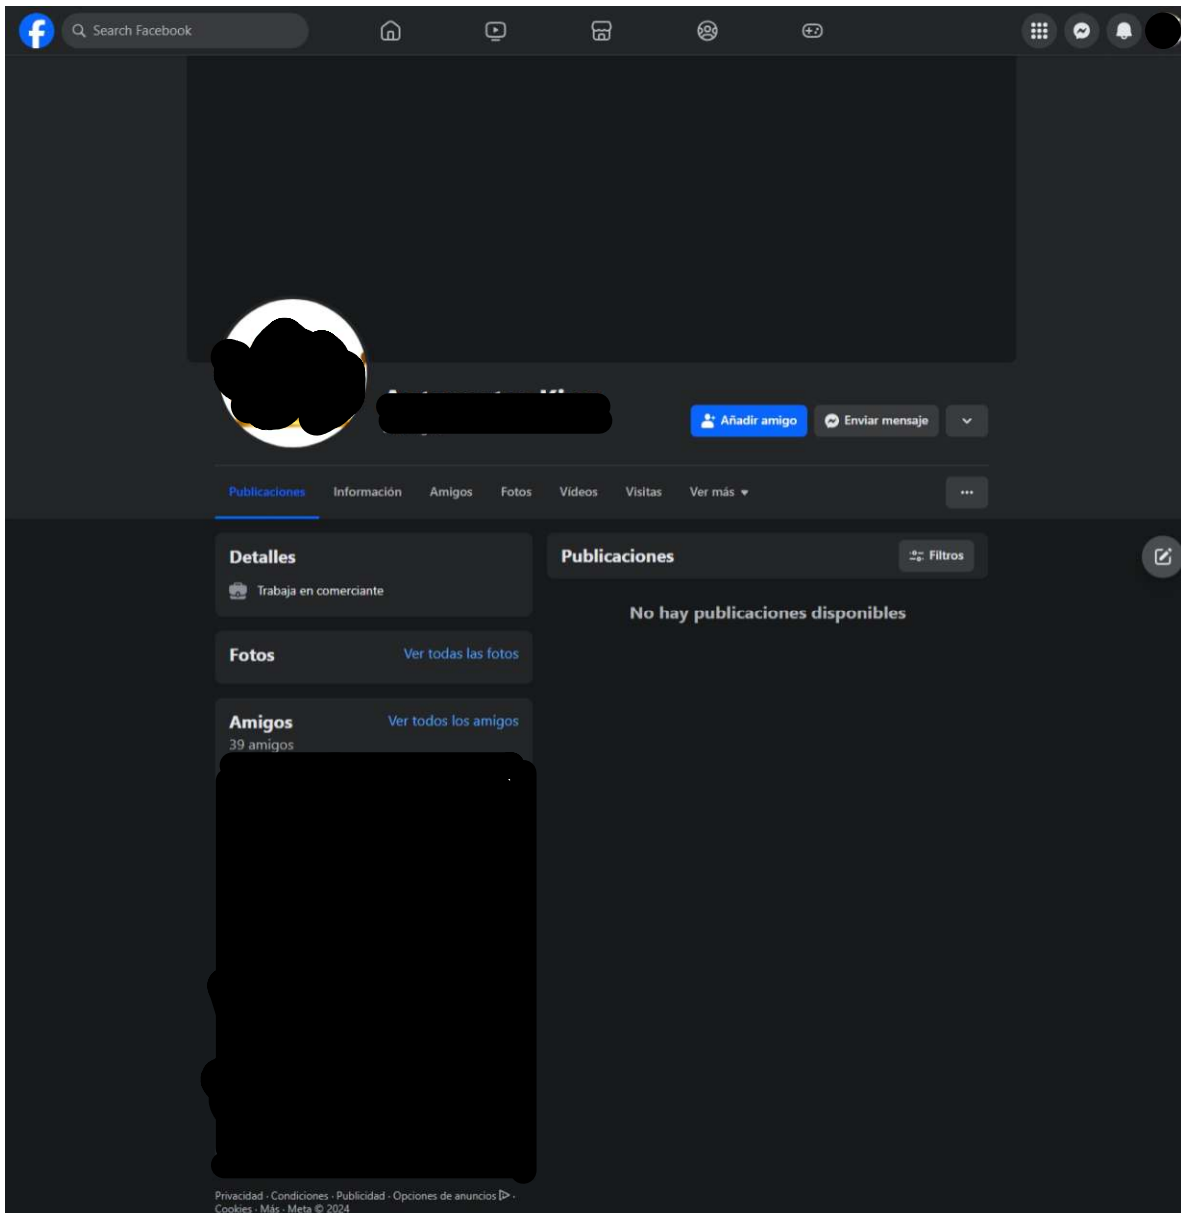 Search Facebook
Añadir amigo
Enviar mensaje
Publicaciones Información Amigos Fotos Vídeos Visitas Ver más
Detalles
Trabaja en comerciante
Fotos Ver todas las fotos
Amigos Ver todos los amigos
39 amigos
Publicaciones Filtros
No hay publicaciones disponibles
Privacidad · Condiciones · Publicidad · Opciones de anuncios ·
Cookies · Más · Meta © 2024